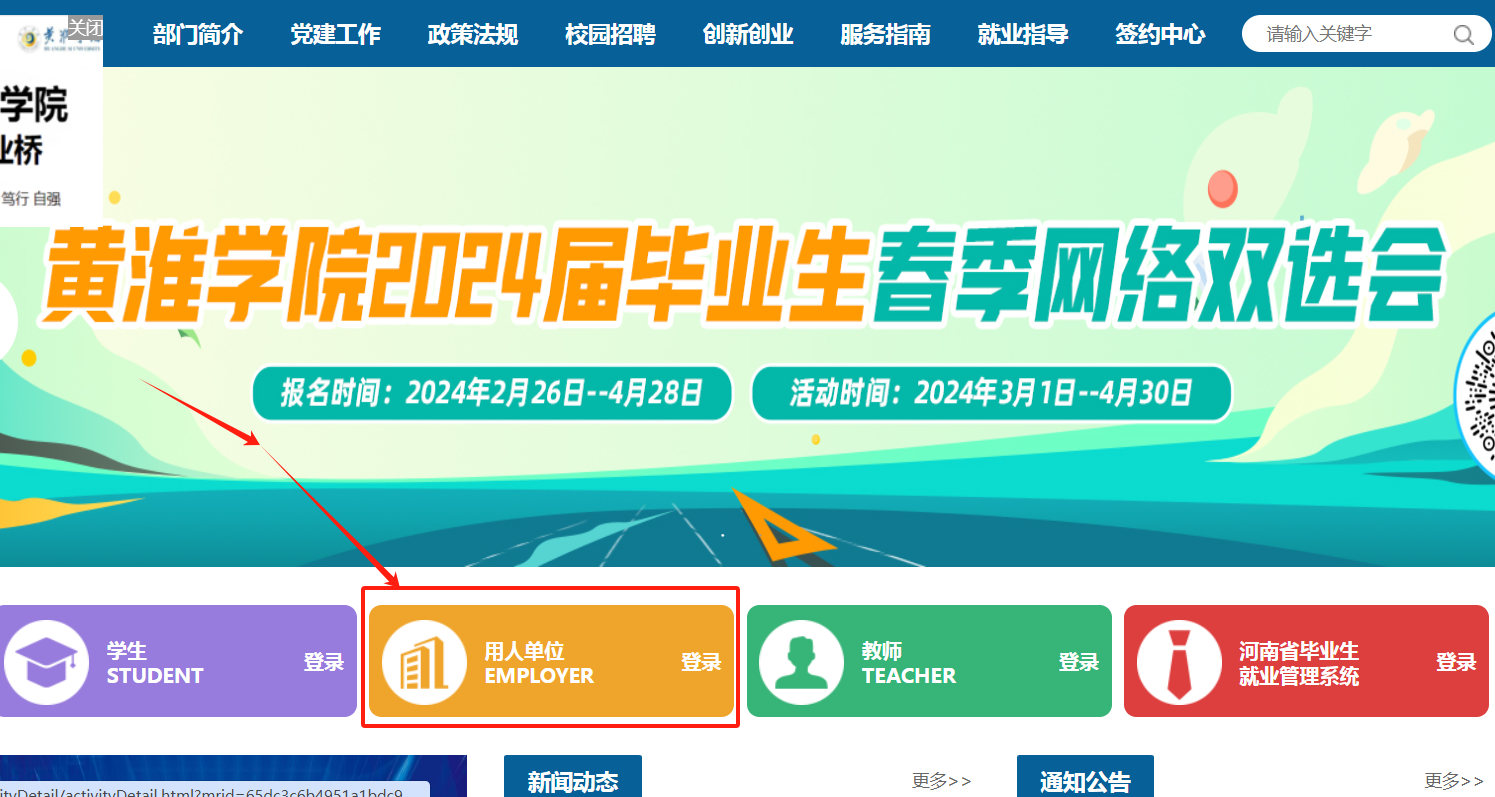 关闭
部门简介 党建工作 政策法规 校园招聘 创新创业 服务指南 就业指导 签约中心 请输入关键字
学院
业桥
笃行 自强
黄淮学院2024届毕业生春季网络双选会
报名时间：2024年2月26日--4月28日 活动时间：2024年3月1日--4月30日
学生
STUDENT
登录
用人单位
EMPLOYER
登录
教师
TEACHER
登录
河南省毕业生
就业管理系统
登录
新闻动态 更多>> 通知公告 更多>>
ityDetail/activityDetail.html?mrid=65dc3c6b4951a1bdc9